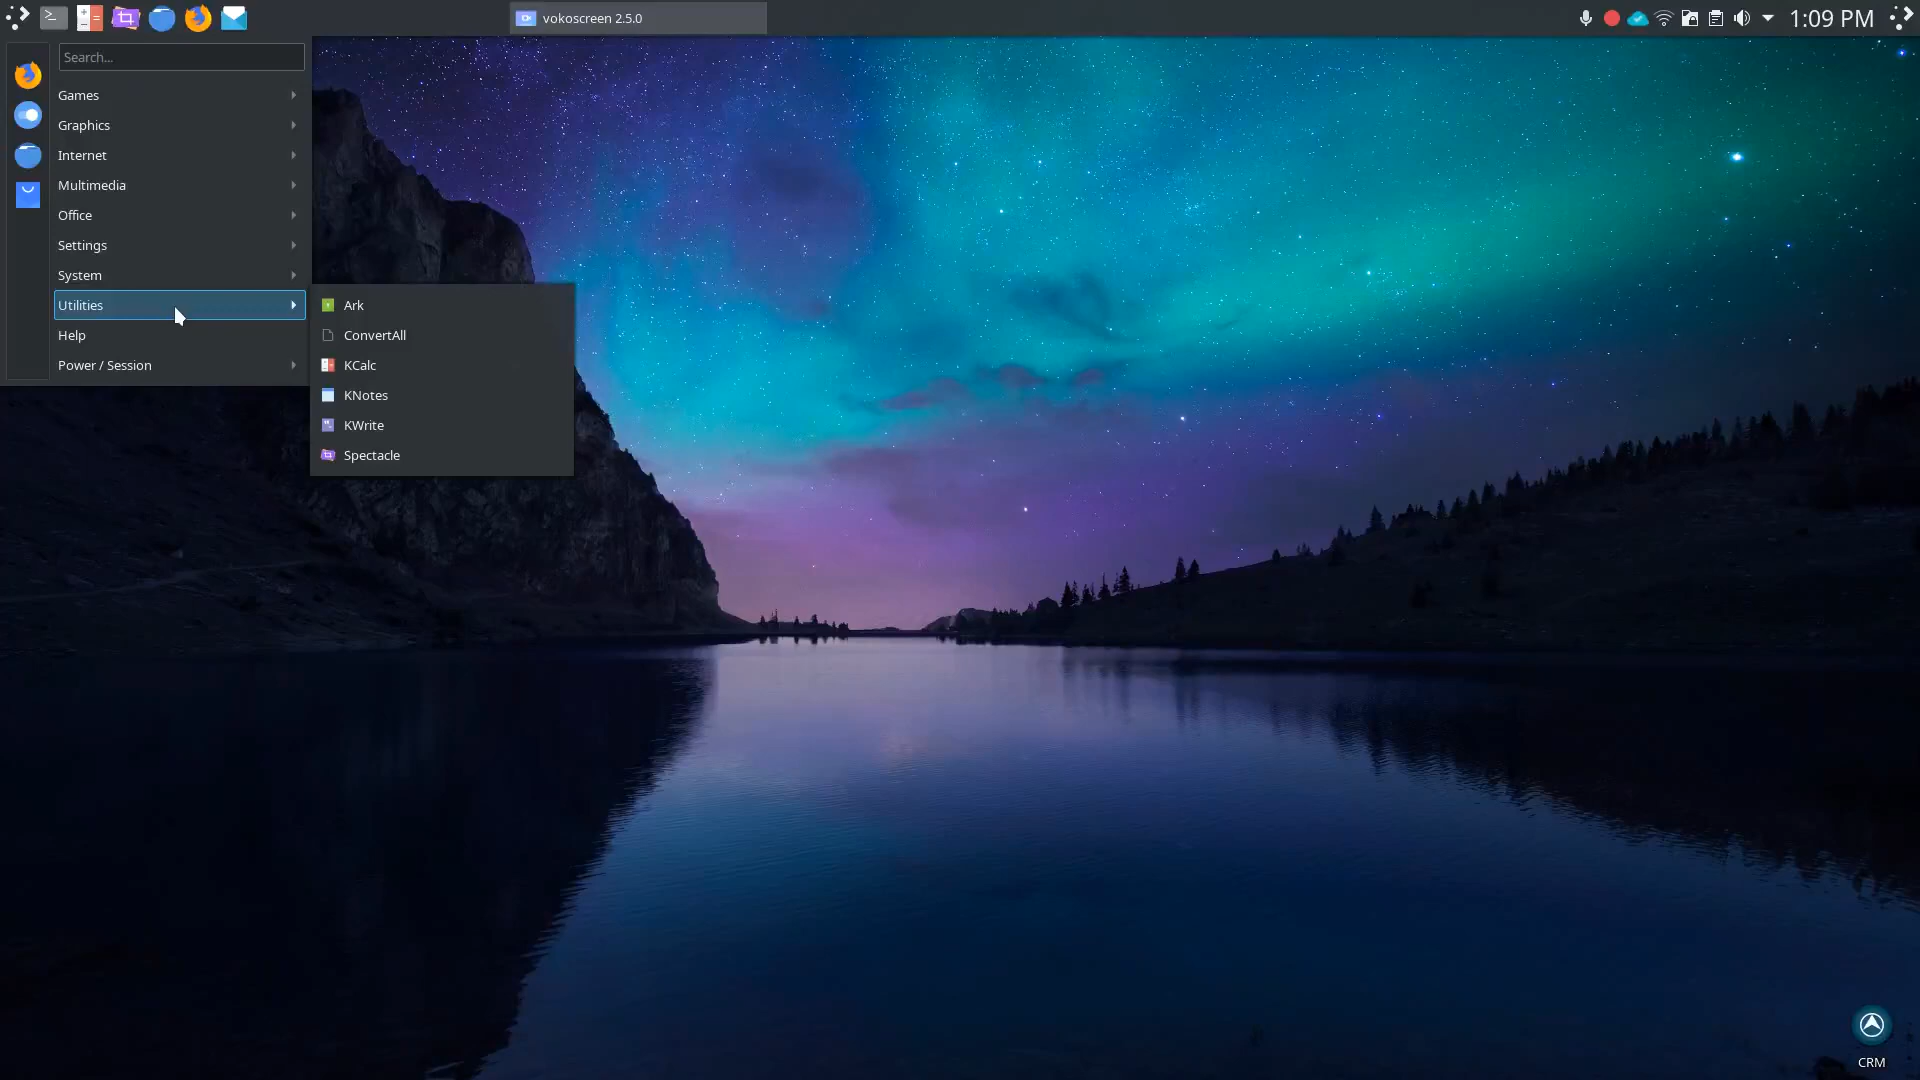 vokoscreen 2.5.0
1:09 PM
Search...
Games
Graphics
Internet
Multimedia
Office
Settings
System
Utilities
Help
Power / Session
Ark
ConvertAll
KCalc
KNotes
KWrite
Spectacle
CRM